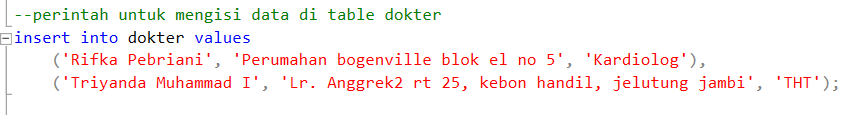 --perintah untuk mengisi data di table dokter
insert into dokter values
('Rifka Pebriani', 'Perumahan bogenville blok el no 5', 'Kardiolog'),
('Triyanda Muhammad I', 'Lr. Anggrek2 rt 25, kebon handil, jelutung jambi', 'THT');